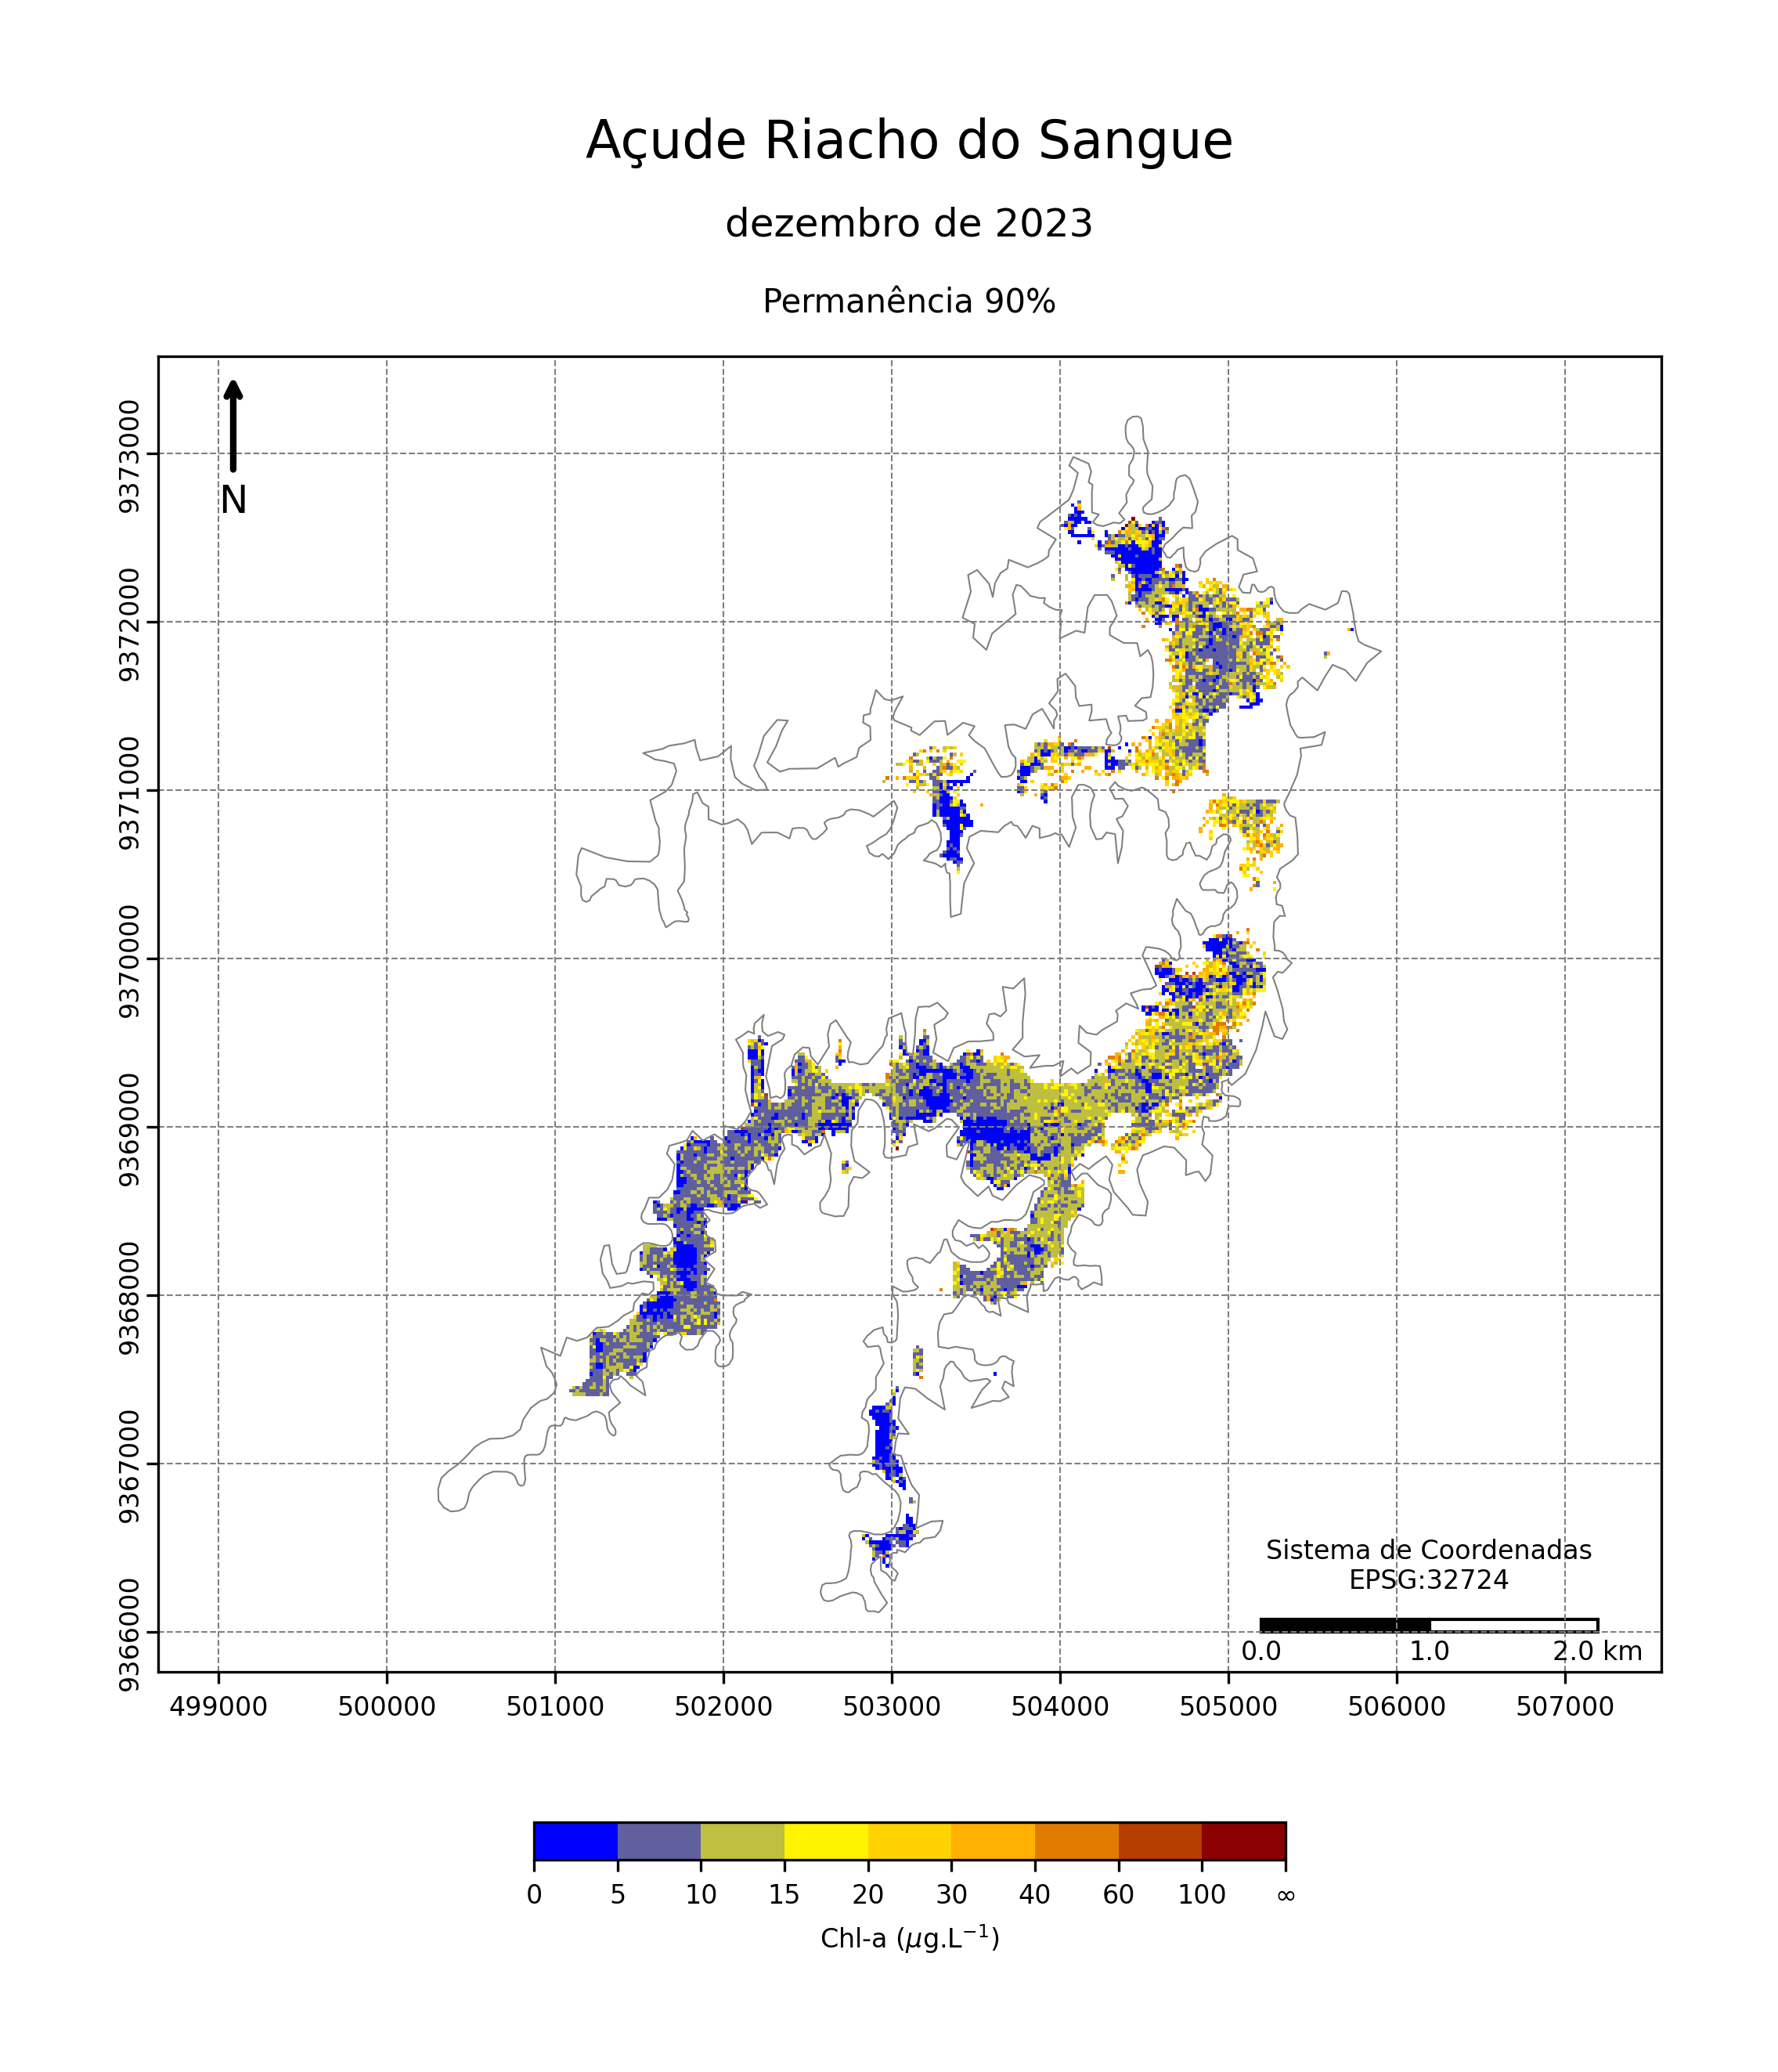 Açude Riacho do Sangue
dezembro de 2023
Permanência 90%
N
9373000
9372000
9371000
9370000
9369000
9368000
9367000
9366000
Sistema de Coordenadas
EPSG:32724
0.0 1.0 2.0 km
499000 500000 501000 502000 503000 504000 505000 506000 507000
0 5 10 15 20 30 40 60 100 ∞
Chl-a (μg.L⁻¹)